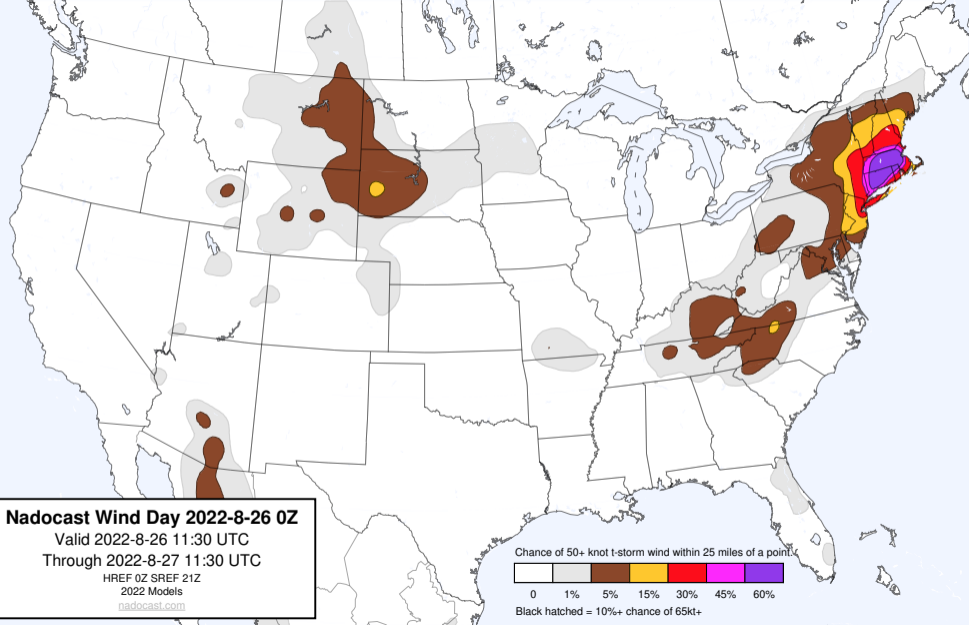 Nadocast Wind Day 2022-8-26 0Z
Valid 2022-8-26 11:30 UTC
Through 2022-8-27 11:30 UTC
HREF 0Z SREF 21Z
2022 Models
nadocast.com
Chance of 50+ knot t-storm wind within 25 miles of a point.
0 1% 5% 15% 30% 45% 60%
Black hatched = 10%+ chance of 65kt+